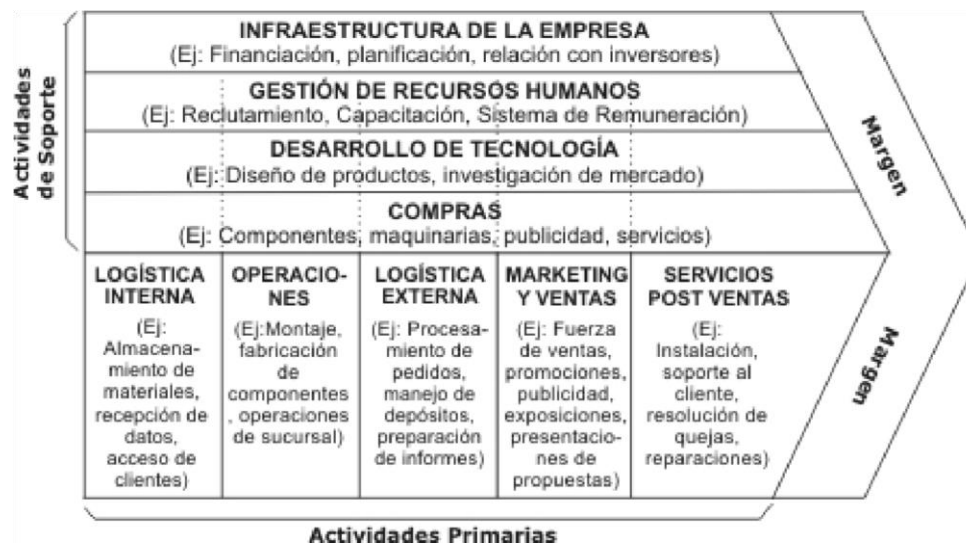 INFRAESTRUCTURA DE LA EMPRESA
(Ej: Financiación, planificación, relación con inversores)
GESTIÓN DE RECURSOS HUMANOS
(Ej: Reclutamiento, Capacitación, Sistema de Remuneración)
DESARROLLO DE TECNOLOGÍA
(Ej: Diseño de productos, investigación de mercado)
COMPRAS
(Ej: Componentes, maquinarias, publicidad, servicios)
Actividades
de Soporte
Margen
LOGÍSTICA
INTERNA
(Ej:
Almacena-
miento de
materiales,
recepción de
datos,
acceso de
clientes)
OPERACIO-
NES
(Ej:Montaje,
fabricación
de
componentes
, operaciones
de sucursal)
LOGÍSTICA
EXTERNA
(Ej: Procesa-
miento de
pedidos,
manejo de
depósitos,
preparación
de informes)
MARKETING
Y VENTAS
(Ej: Fuerza
de ventas,
promociones,
publicidad,
exposiciones,
presentacio-
nes de
propuestas)
SERVICIOS
POST VENTAS
(Ej:
Instalación,
soporte al
cliente,
resolución de
quejas,
reparaciones)
Margen
Actividades Primarias